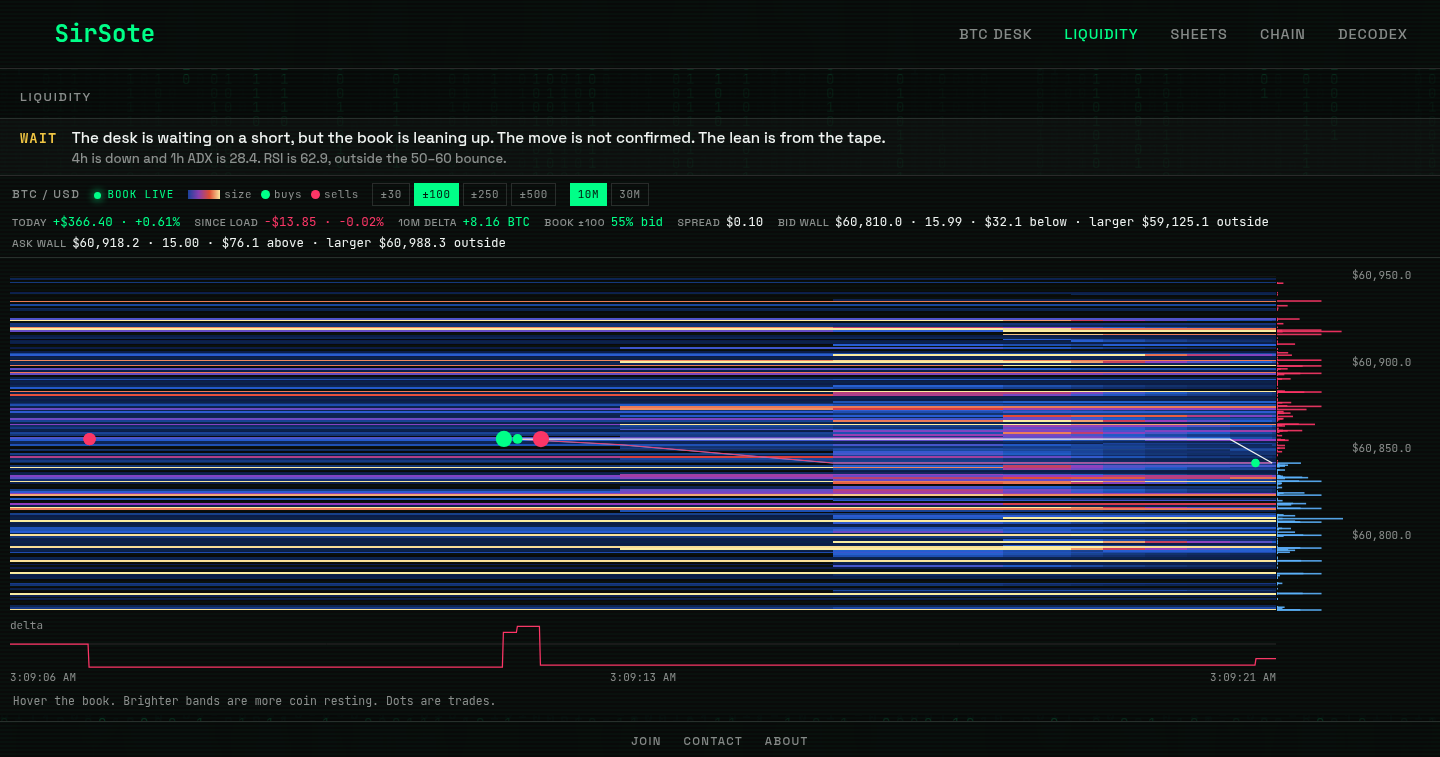 SirSote
BTC DESK LIQUIDITY SHEETS CHAIN DECODEX
LIQUIDITY
WAIT The desk is waiting on a short, but the book is leaning up. The move is not confirmed. The lean is from the tape.
4h is down and 1h ADX is 28.4. RSI is 62.9, outside the 50–60 bounce.
BTC / USD BOOK LIVE size buys sells ±30 ±100 ±250 ±500 10M 30M
TODAY +$366.40 · +0.61% SINCE LOAD -$13.85 · -0.02% 10M DELTA +8.16 BTC BOOK ±100 55% bid SPREAD $0.10 BID WALL $60,810.0 · 15.99 · $32.1 below · larger $59,125.1 outside
ASK WALL $60,918.2 · 15.00 · $76.1 above · larger $60,988.3 outside
$60,950.0
$60,900.0
$60,850.0
$60,800.0
delta
3:09:06 AM 3:09:13 AM 3:09:21 AM
Hover the book. Brighter bands are more coin resting. Dots are trades.
JOIN CONTACT ABOUT